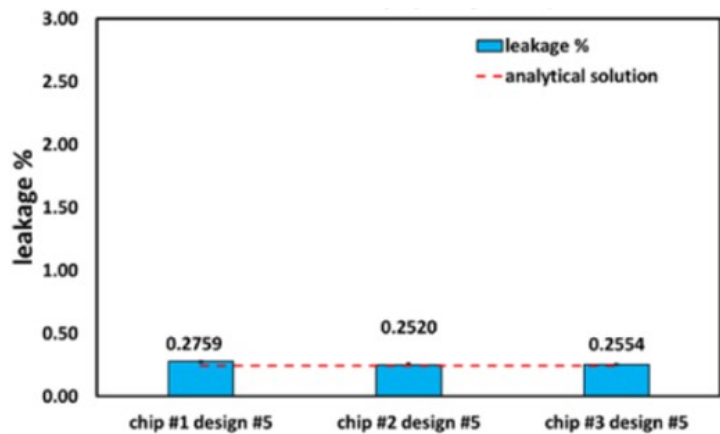 3.00
leakage %
analytical solution
2.50
2.00
1.50
1.00
0.50
0.00
leakage %
0.2759
0.2520
0.2554
chip #1 design #5
chip #2 design #5
chip #3 design #5